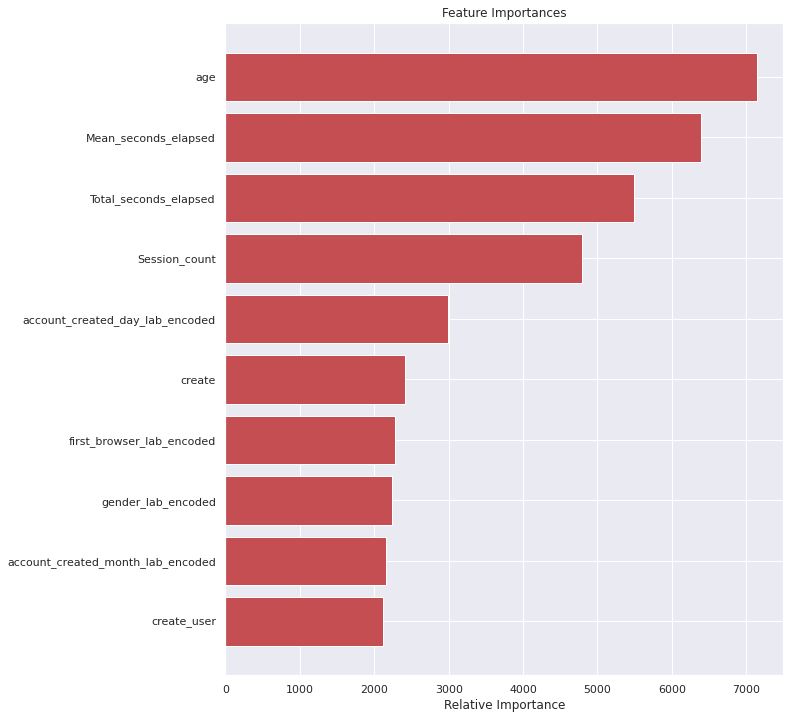 Feature Importances
age
Mean_seconds_elapsed
Total_seconds_elapsed
Session_count
account_created_day_lab_encoded
create
first_browser_lab_encoded
gender_lab_encoded
account_created_month_lab_encoded
create_user
0 1000 2000 3000 4000 5000 6000 7000
Relative Importance